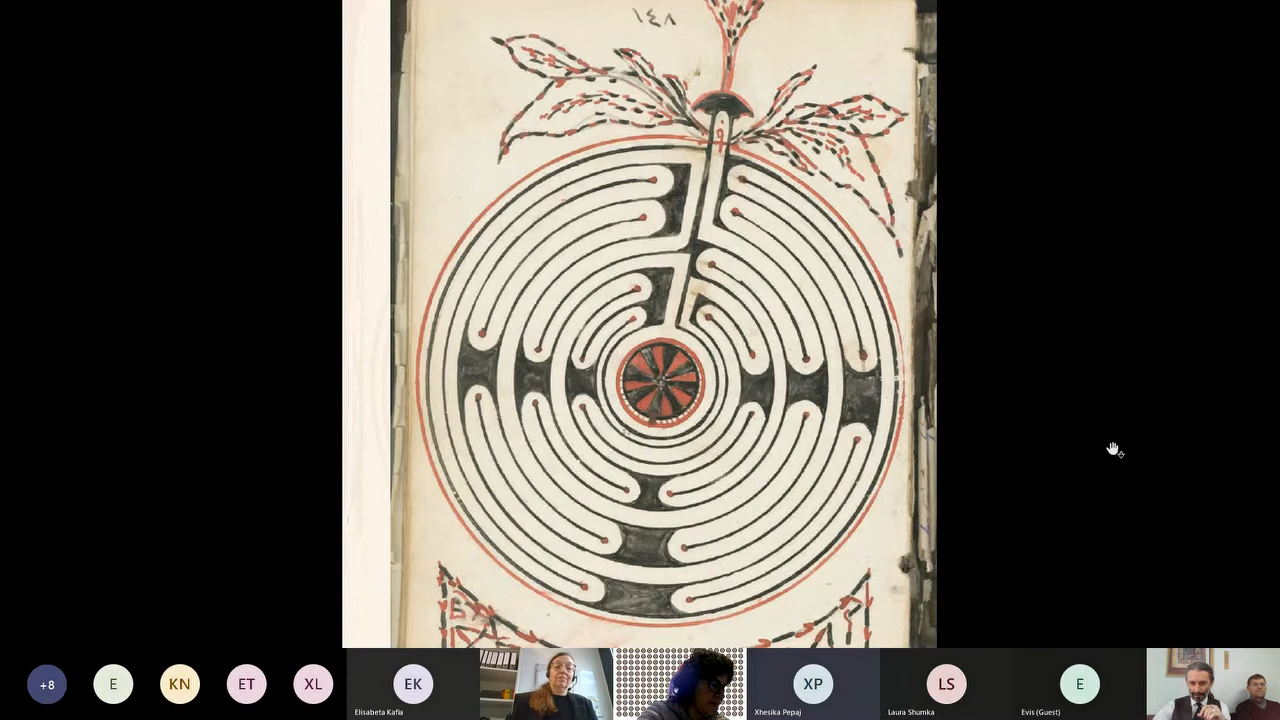 ١٤٨
+8
E
KN
ET
XL
EK
XP
LS
E
Elisabeta Kafia
Xhesika Pepaj
Laura Shumka
Evis (Guest)